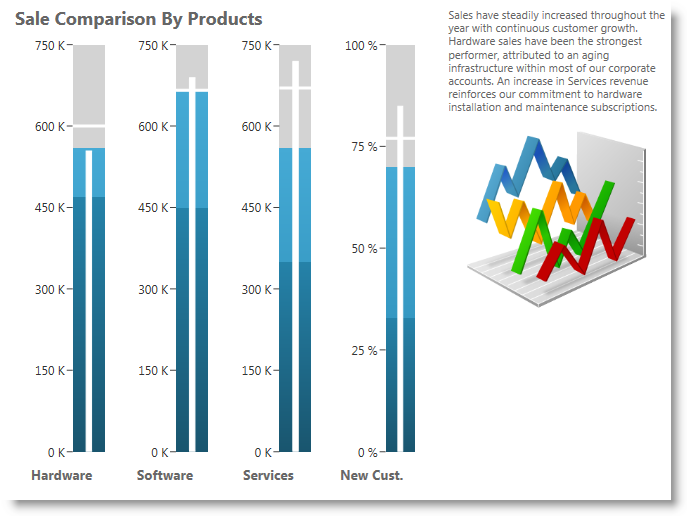 Sale Comparison By Products
750 K
600 K
450 K
300 K
150 K
0 K
Hardware
750 K
600 K
450 K
300 K
150 K
0 K
Software
750 K
600 K
450 K
300 K
150 K
0 K
Services
100 %
75 %
50 %
25 %
0 %
New Cust.
Sales have steadily increased throughout the
year with continuous customer growth.
Hardware sales have been the strongest
performer, attributed to an aging
infrastructure within most of our corporate
accounts. An increase in Services revenue
reinforces our commitment to hardware
installation and maintenance subscriptions.